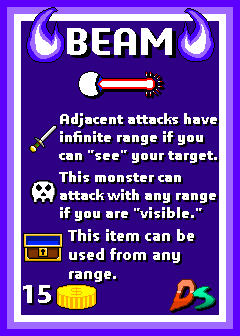 BEAM
Adjacent attacks have
infinite range if you
can "see" your target.
This monster can
attack with any range
if you are "visible."
This item can be
used from any
range.
15
DS